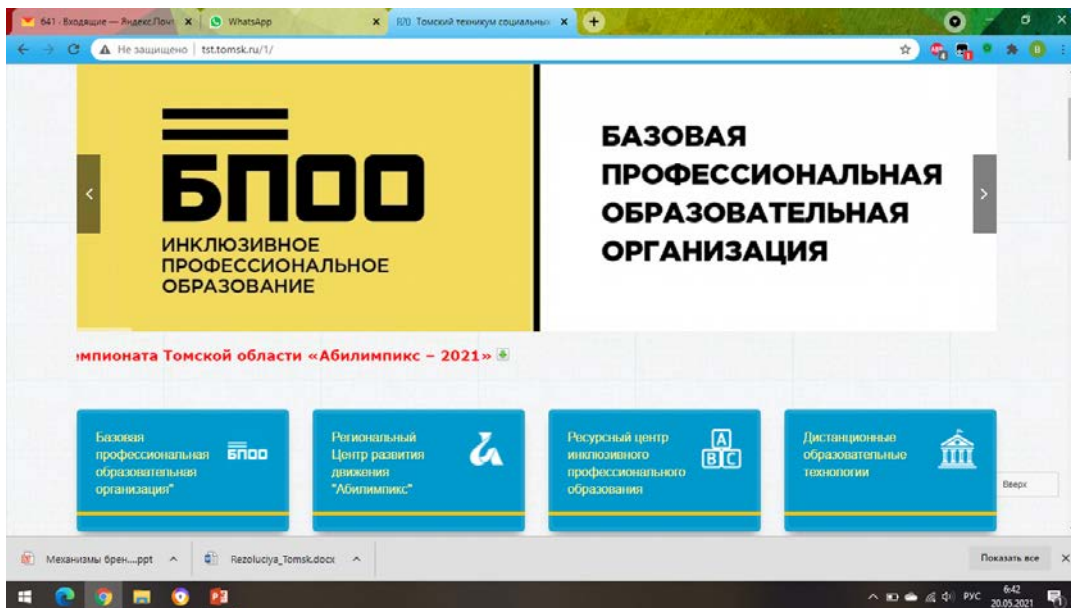 641 · Входящие — Яндекс.Почт
WhatsApp
Томский техникум социальных
Не защищено | tst.tomsk.ru/1/
БПОО
ИНКЛЮЗИВНОЕ
ПРОФЕССИОНАЛЬНОЕ
ОБРАЗОВАНИЕ
БАЗОВАЯ
ПРОФЕССИОНАЛЬНАЯ
ОБРАЗОВАТЕЛЬНАЯ
ОРГАНИЗАЦИЯ
емпионата Томской области «Абилимпикс – 2021»
Базовая
профессиональная
образовательная
организация"
БПОО
Региональный
Центр развития
движения
"Абилимпикс"
Ресурсный центр
инклюзивного
профессионального
образования
A
B C
Дистанционные
образовательные
технологии
Вверх
Механизмы брен....ppt
Rezoluciya_Tomsk.docx
Показать все
РУС
6:42
20.05.2021